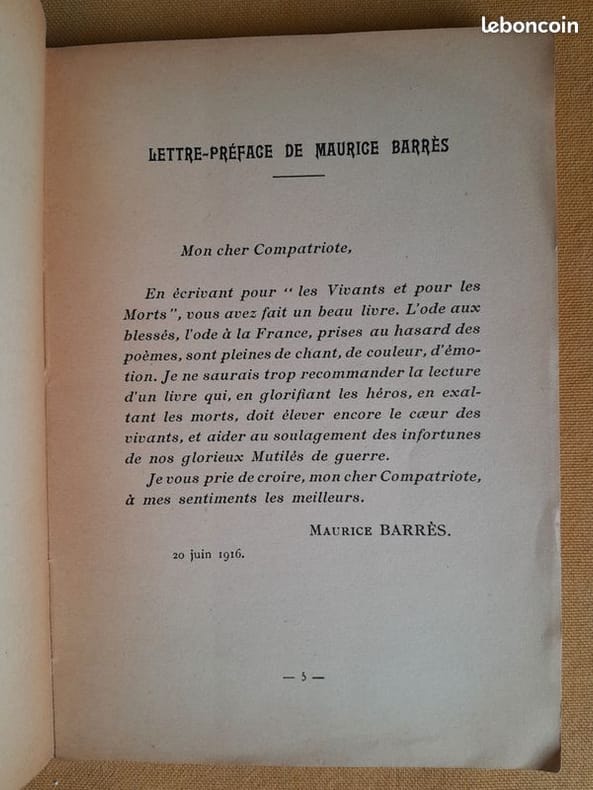 leboncoin
LETTRE-PRÉFACE DE MAURICE BARRÈS
Mon cher Compatriote,
En écrivant pour “ les Vivants et pour les
Morts ”, vous avez fait un beau livre. L'ode aux
blessés, l'ode à la France, prises au hasard des
poèmes, sont pleines de chant, de couleur, d'émo-
tion. Je ne saurais trop recommander la lecture
d'un livre qui, en glorifiant les héros, en exal-
tant les morts, doit élever encore le cœur des
vivants, et aider au soulagement des infortunes
de nos glorieux Mutilés de guerre.
Je vous prie de croire, mon cher Compatriote,
à mes sentiments les meilleurs.
MAURICE BARRÈS.
20 juin 1916.
— 5 —